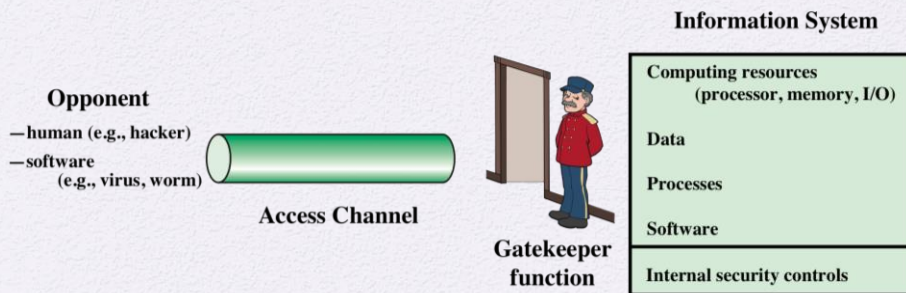 Information System
Opponent
–human (e.g., hacker)
–software
(e.g., virus, worm)
Access Channel
Gatekeeper
function
Computing resources
(processor, memory, I/O)
Data
Processes
Software
Internal security controls